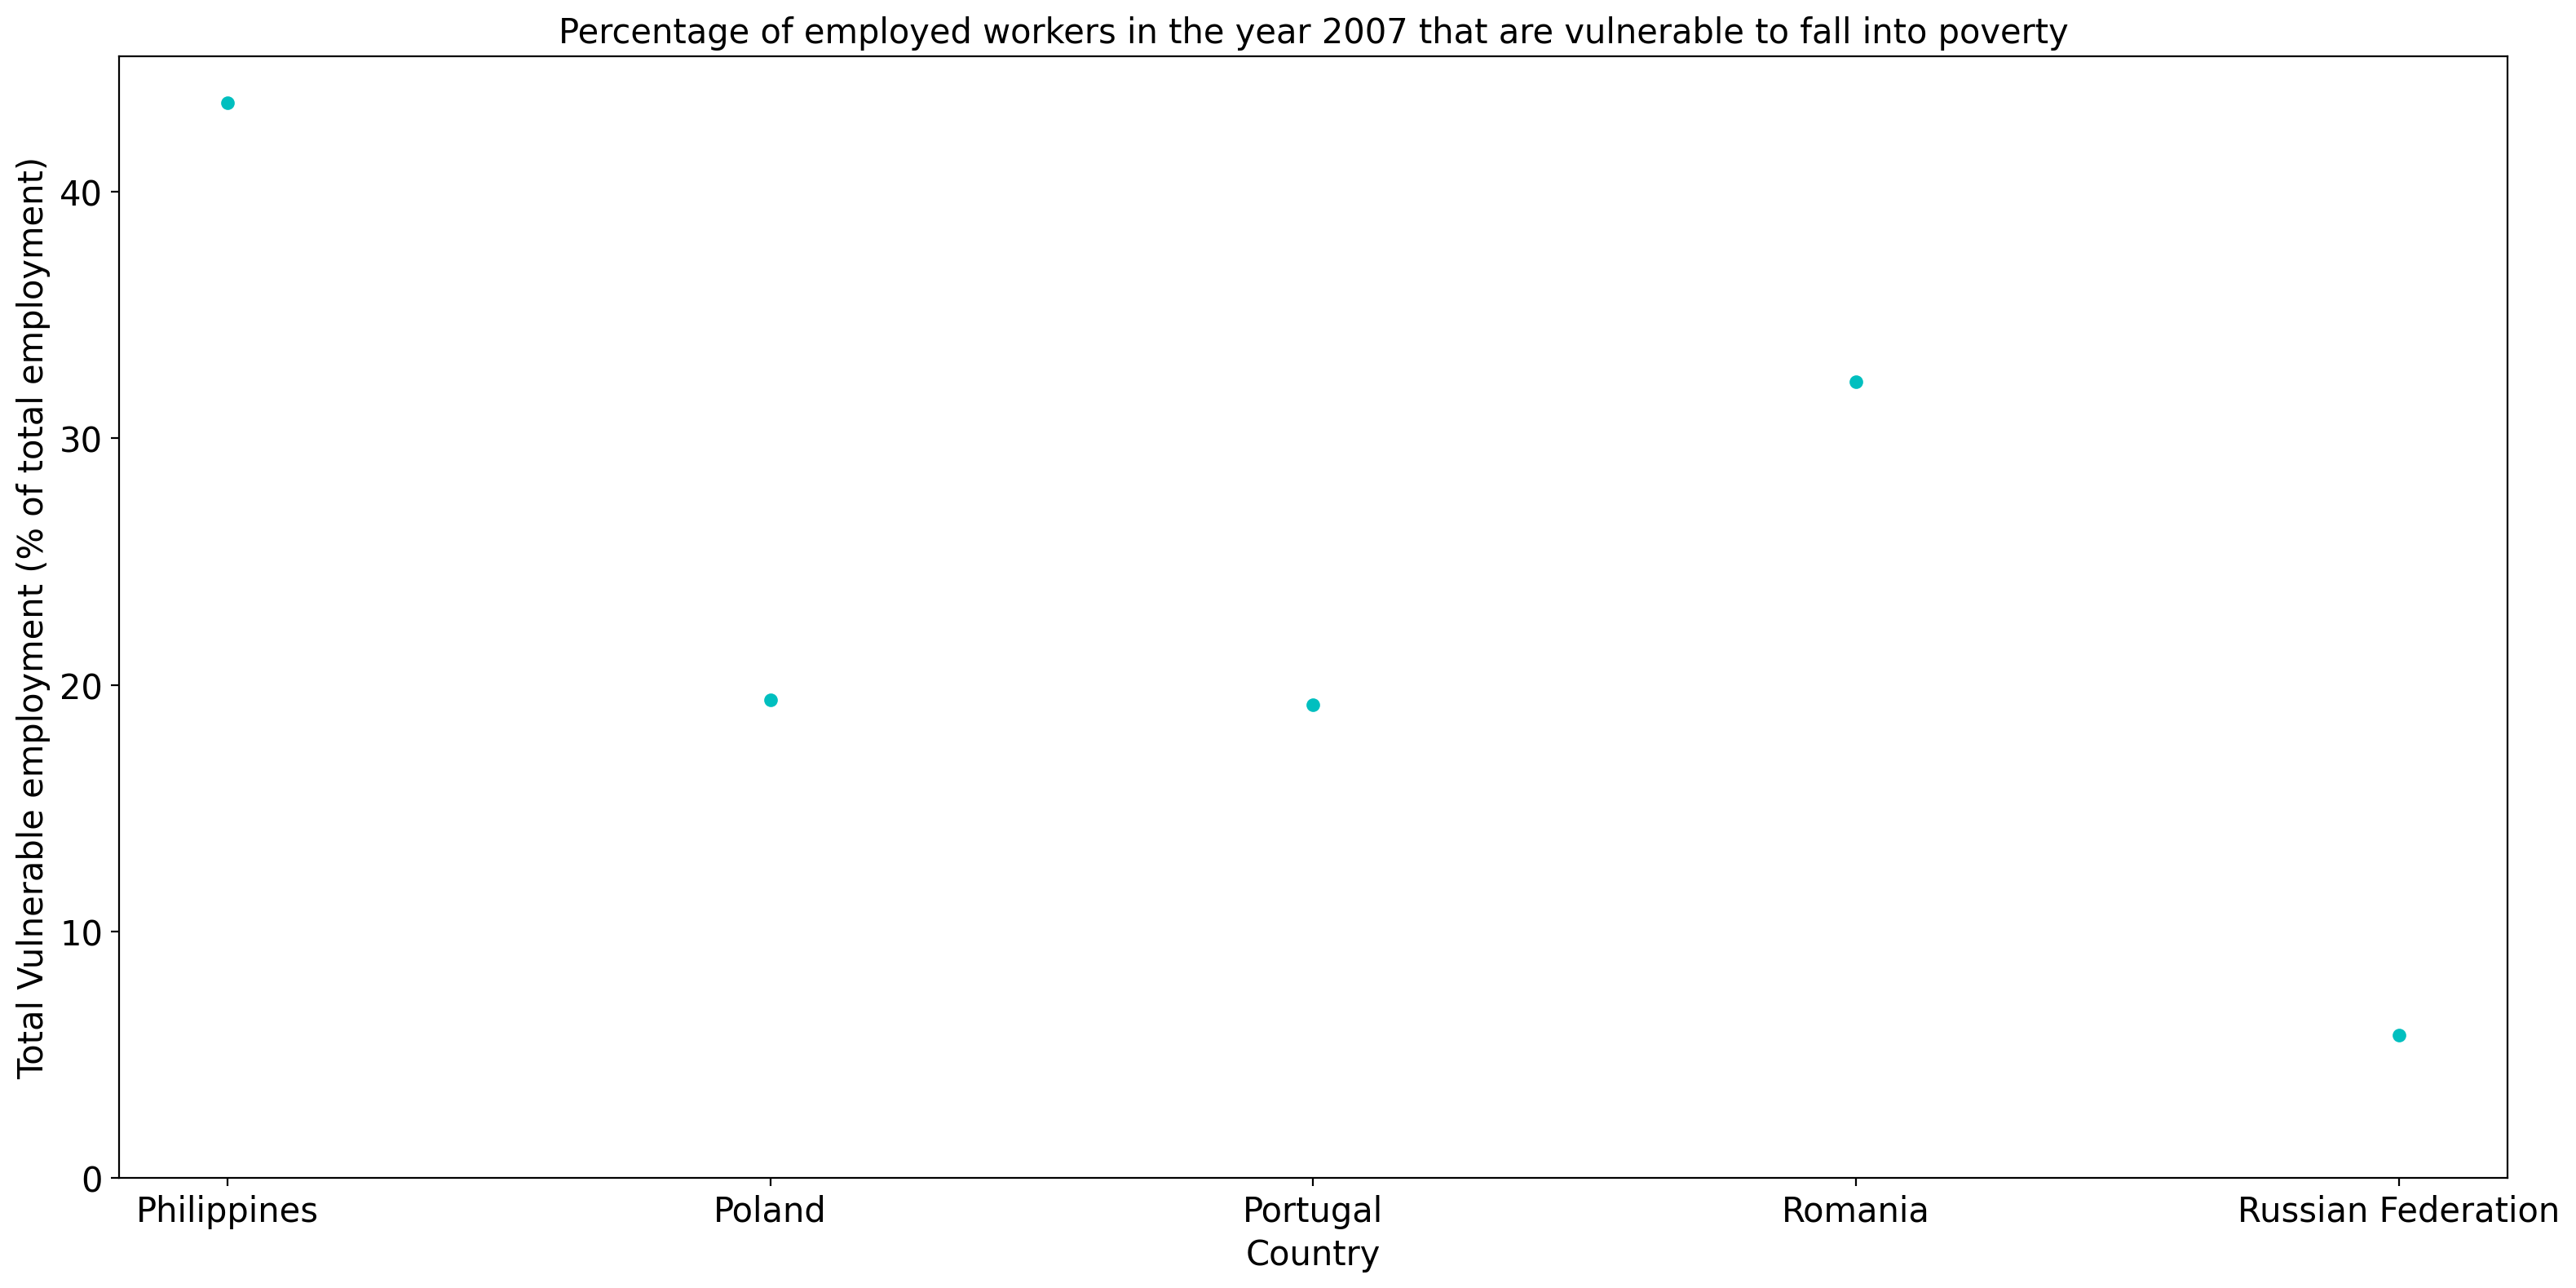 Percentage of employed workers in the year 2007 that are vulnerable to fall into poverty
Total Vulnerable employment (% of total employment)
40
30
20
10
0
Philippines Poland Portugal Romania Russian Federation
Country